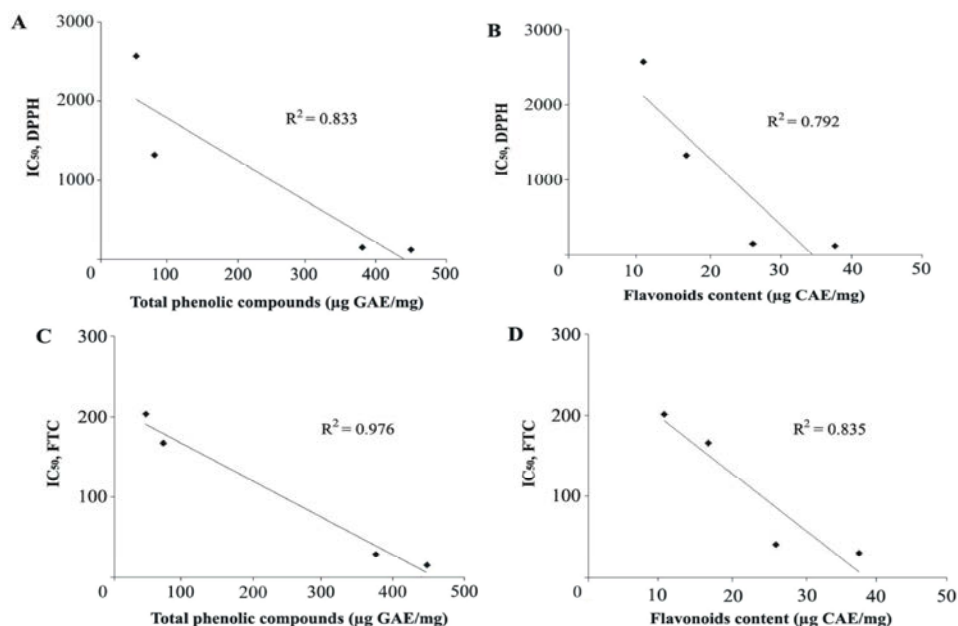 A
3000
2000
1000
0
100
200
300
400
500
IC₅₀, DPPH
R² = 0.833
Total phenolic compounds (µg GAE/mg)
B
3000
2000
1000
0
10
20
30
40
50
IC₅₀, DPPH
R² = 0.792
Flavonoids content (µg CAE/mg)
C
300
200
100
0
100
200
300
400
500
IC₅₀, FTC
R² = 0.976
Total phenolic compounds (µg GAE/mg)
D
300
200
100
0
10
20
30
40
50
IC₅₀, FTC
R² = 0.835
Flavonoids content (µg CAE/mg)